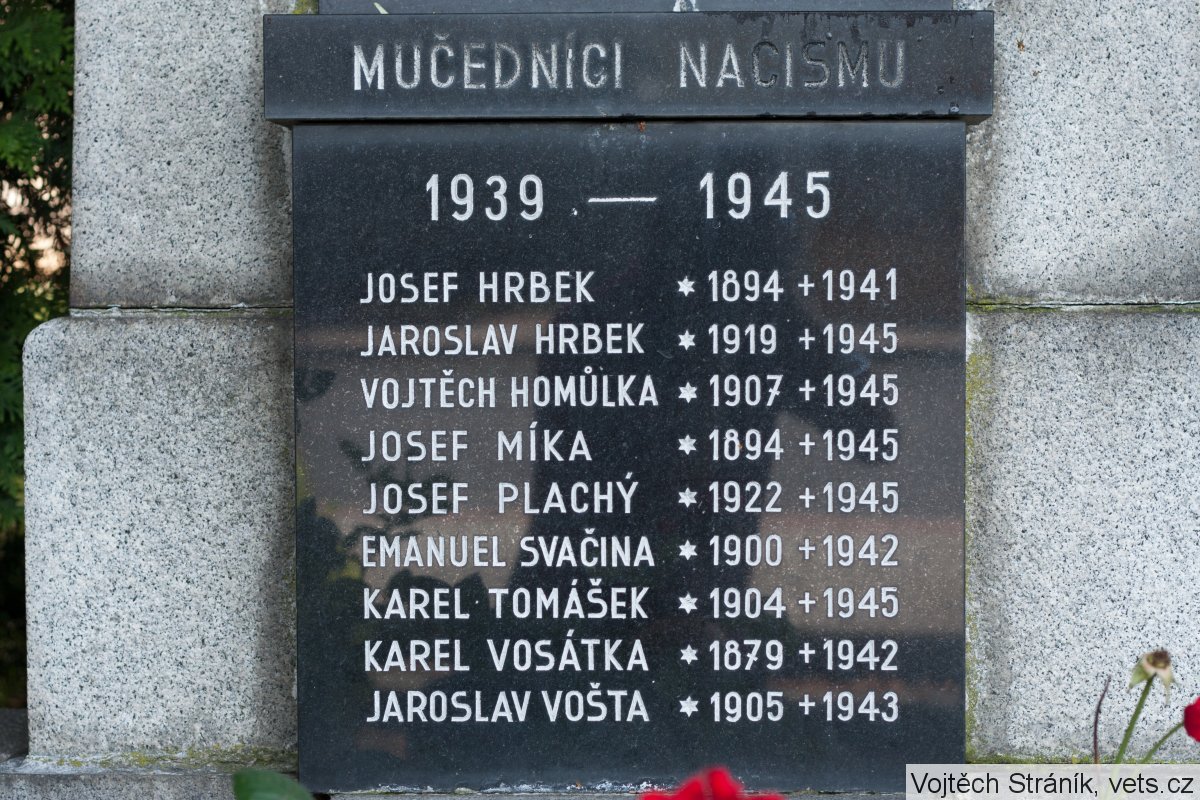 MUČEDNÍCI NACISMU
1939 — 1945
JOSEF HRBEK * 1894 + 1941
JAROSLAV HRBEK * 1919 + 1945
VOJTĚCH HOMŮLKA * 1907 + 1945
JOSEF MÍKA * 1894 + 1945
JOSEF PLACHÝ * 1922 + 1945
EMANUEL SVAČINA * 1900 + 1942
KAREL TOMÁŠEK * 1904 + 1945
KAREL VOSÁTKA * 1879 + 1942
JAROSLAV VOŠTA * 1905 + 1943
Vojtěch Stráník, vets.cz